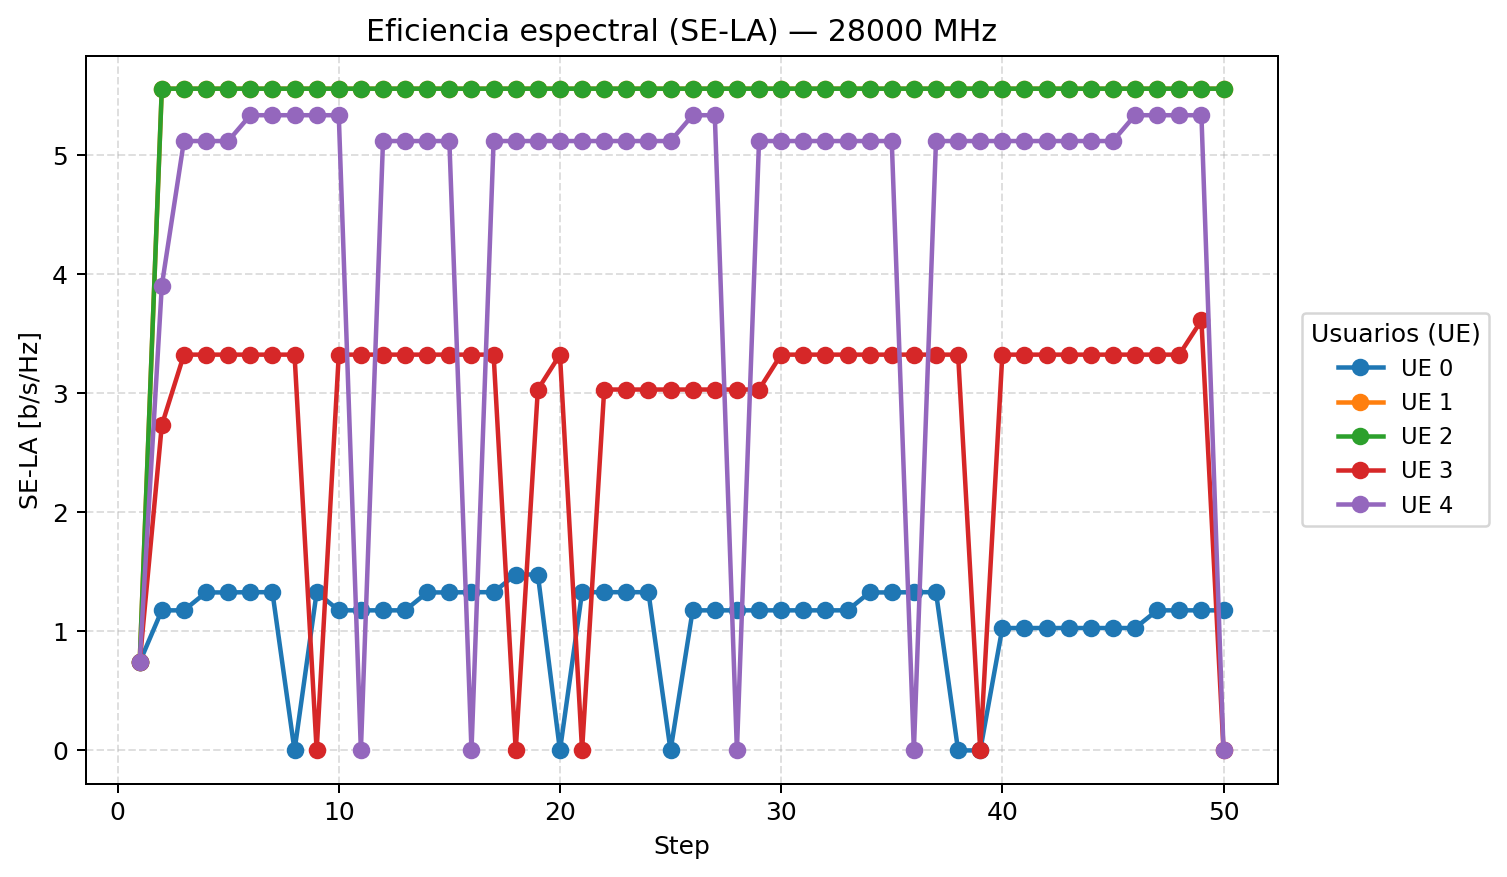 Eficiencia espectral (SE-LA) — 28000 MHz
SE-LA [b/s/Hz]
5
4
3
2
1
0
0 10 20 30 40 50
Step
Usuarios (UE)
UE 0
UE 1
UE 2
UE 3
UE 4